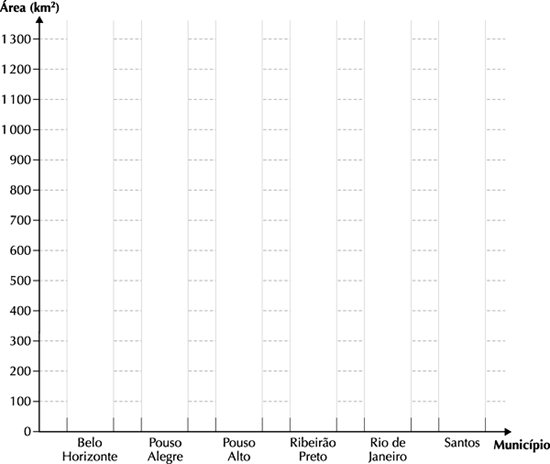 Área (km²)
1 300
1 200
1 100
1 000
900
800
700
600
500
400
300
200
100
0
Belo
Horizonte
Pouso
Alegre
Pouso
Alto
Ribeirão
Preto
Rio de
Janeiro
Santos
Município